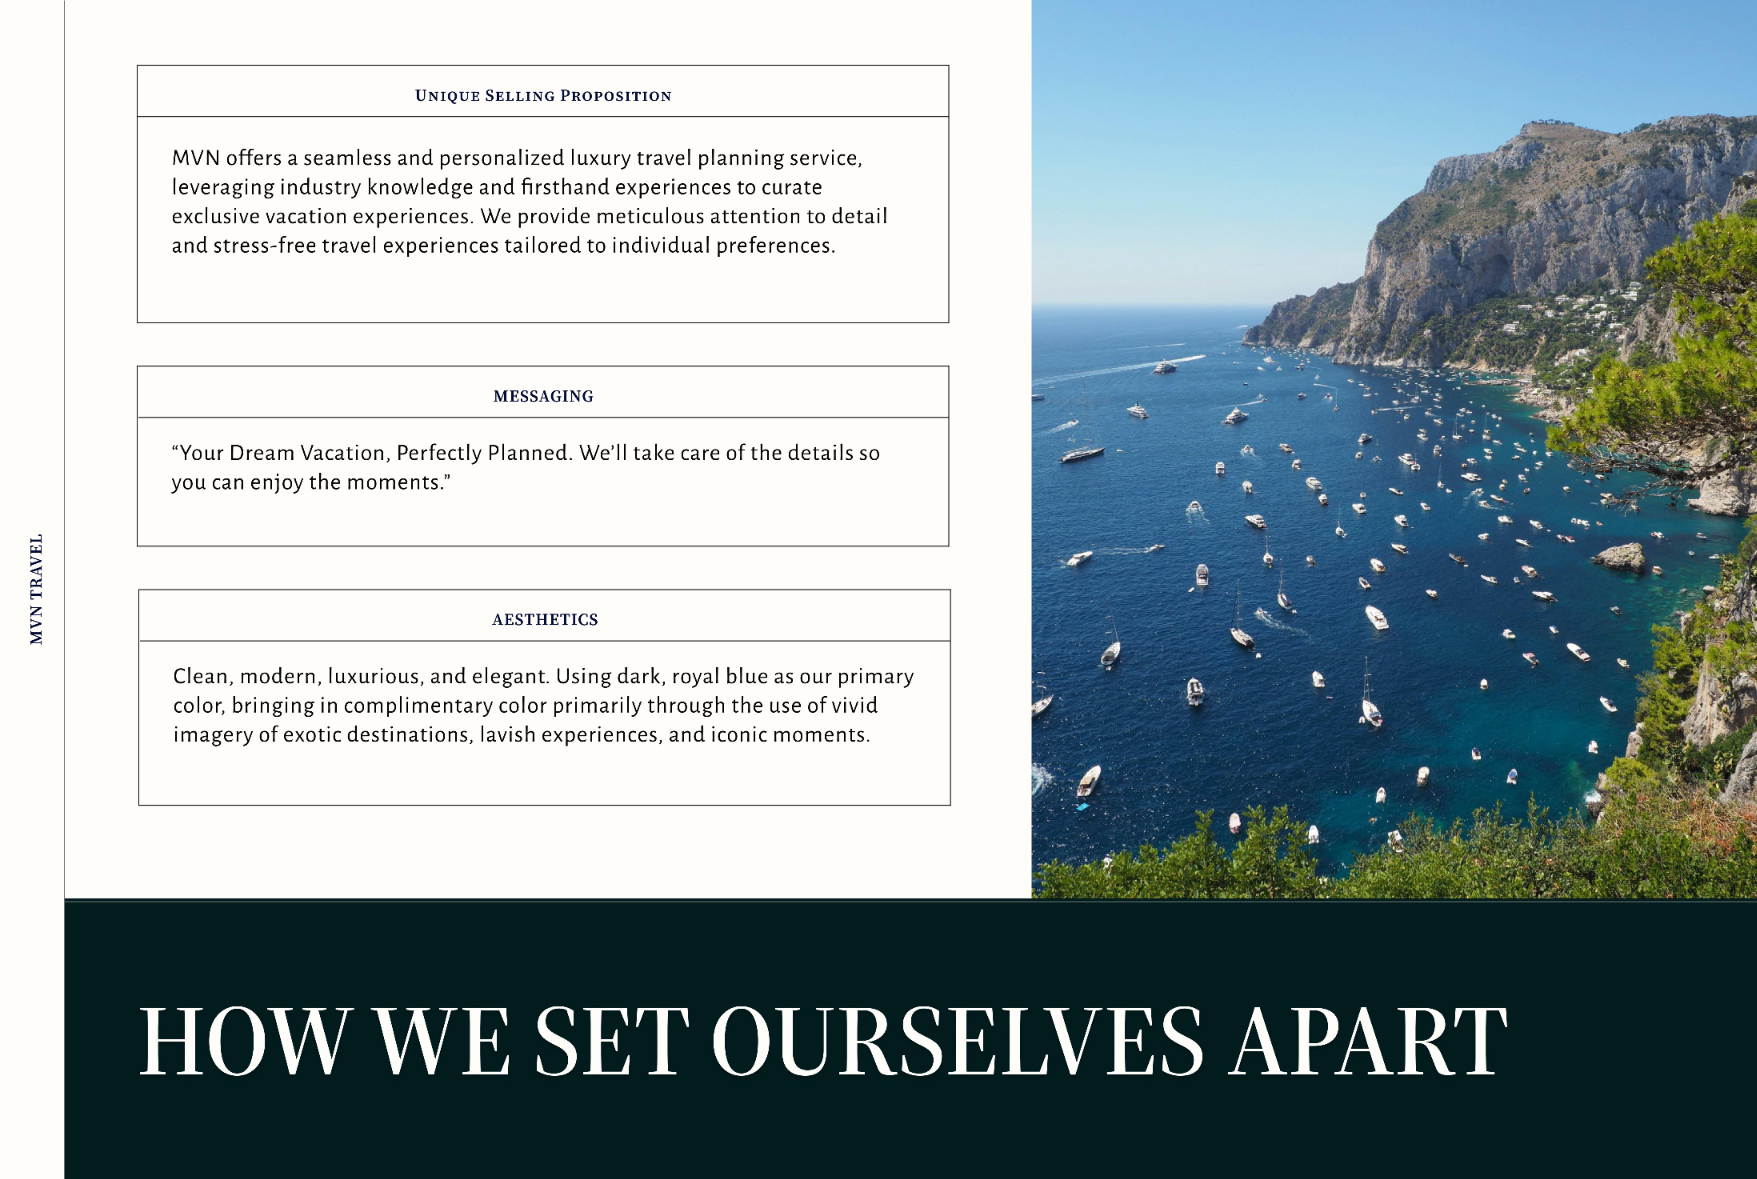 Unique Selling Proposition
MVN offers a seamless and personalized luxury travel planning service,
leveraging industry knowledge and firsthand experiences to curate
exclusive vacation experiences. We provide meticulous attention to detail
and stress-free travel experiences tailored to individual preferences.
MESSAGING
“Your Dream Vacation, Perfectly Planned. We’ll take care of the details so
you can enjoy the moments.”
AESTHETICS
Clean, modern, luxurious, and elegant. Using dark, royal blue as our primary
color, bringing in complimentary color primarily through the use of vivid
imagery of exotic destinations, lavish experiences, and iconic moments.
MVN TRAVEL
HOW WE SET OURSELVES APART